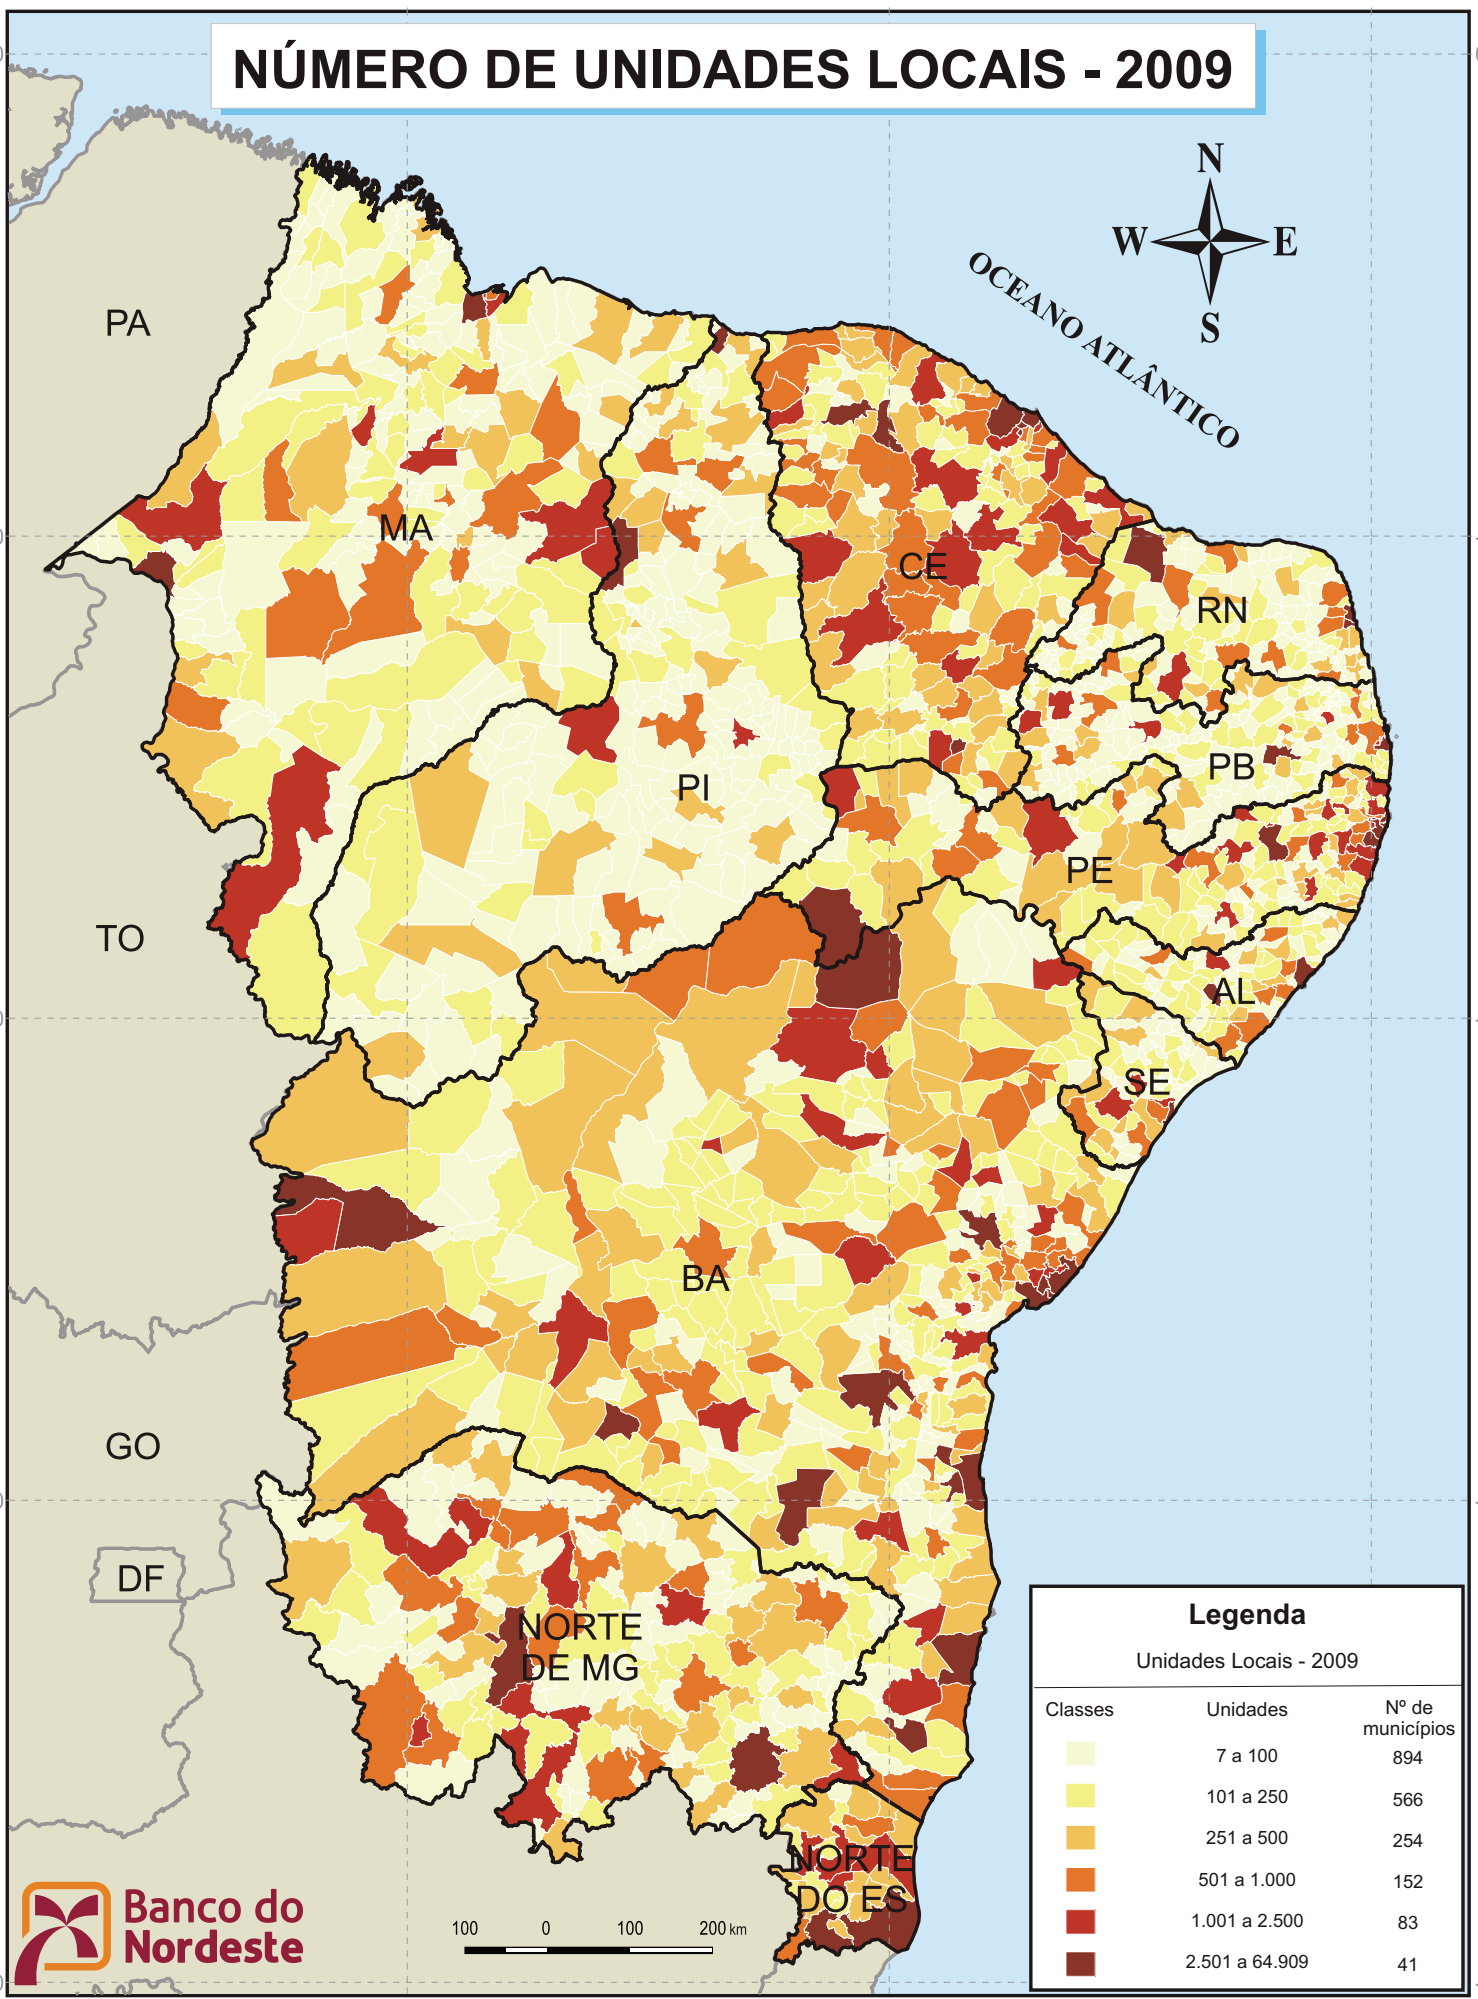 NÚMERO DE UNIDADES LOCAIS - 2009
N
W
E
S
OCEANO ATLÂNTICO
PA
MA
CE
RN
PB
PI
PE
TO
AL
SE
BA
GO
DF
NORTE
DE MG
NORTE
DO ES
Legenda
Unidades Locais - 2009
Classes Unidades Nº de
municípios
7 a 100 894
101 a 250 566
251 a 500 254
501 a 1.000 152
1.001 a 2.500 83
2.501 a 64.909 41
Banco do
Nordeste
100 0 100 200 km